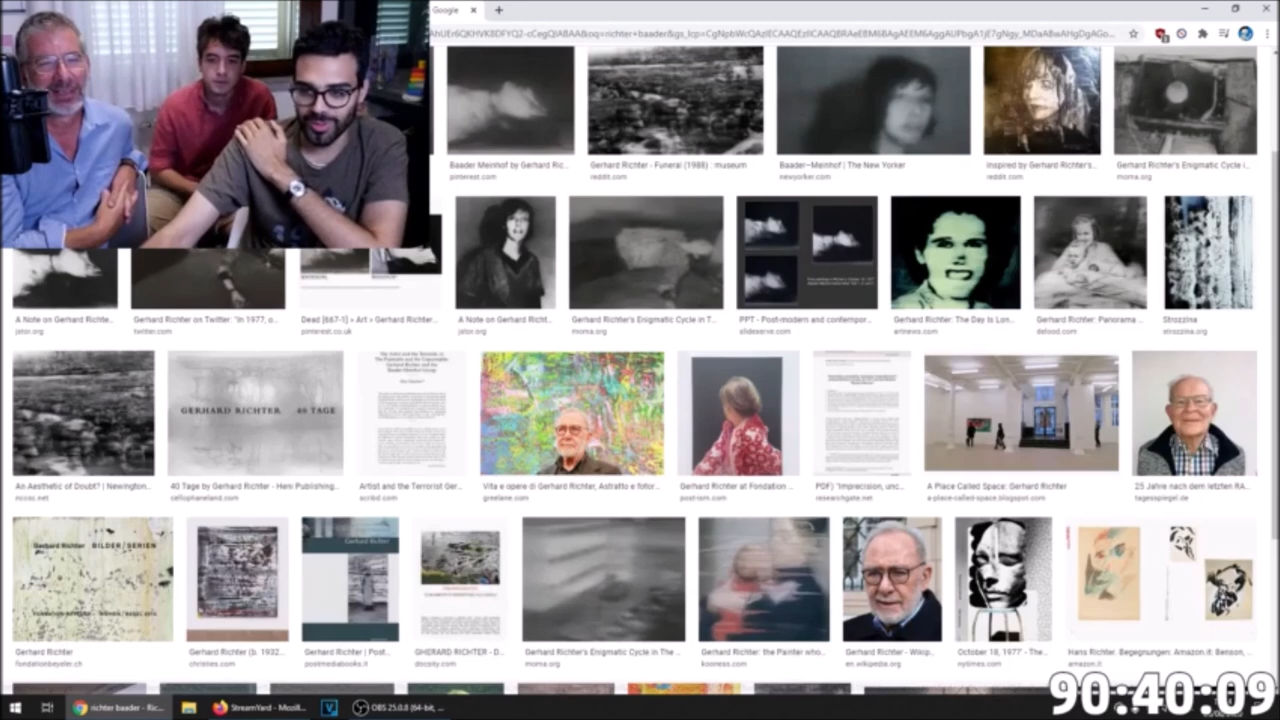 Google
Baader Meinhof by Gerhard Ric...
pinterest.com
Gerhard Richter - Funeral (1988) : museum
reddit.com
Baader–Meinhof | The New Yorker
newyorker.com
Inspired by Gerhard Richter's...
reddit.com
Gerhard Richter's Enigmatic Cycle i...
moma.org
A Note on Gerhard Richte...
jstor.org
Gerhard Richter on Twitter: "In 1977, o...
twitter.com
Dead [667-1] » Art » Gerhard Richter...
pinterest.co.uk
A Note on Gerhard Richt...
jstor.org
Gerhard Richter's Enigmatic Cycle in T...
moma.org
PPT - Post-modern and contempor...
slideserve.com
Gerhard Richter: The Day Is Lon...
artnews.com
Gerhard Richter: Panorama ...
delood.com
Strozzina
strozzina.org
GERHARD RICHTER 40 TAGE
An Aesthetic of Doubt? | Newington...
ncssc.net
40 Tage by Gerhard Richter - Heni Publishing...
cellophaneland.com
Artist and the Terrorist Ger...
scribd.com
Vita e opere di Gerhard Richter, Astratto e fotor...
greelane.com
Gerhard Richter at Fondation ...
post-ism.com
PDF) "Imprecision, unc...
researchgate.net
A Place Called Space: Gerhard Richter
a-place-called-space.blogspot.com
25 Jahre nach dem letzten RA...
tagesspiegel.de
Gerhard Richter BILDER / SERIEN
Gerhard Richter
Gerhard Richter
fondationbeyeler.ch
Gerhard Richter (b. 1932...
christies.com
Gerhard Richter | Post...
postmediabooks.it
GHERARD RICHTER - D...
docsity.com
Gerhard Richter's Enigmatic Cycle in The ...
moma.org
Gerhard Richter: the Painter who...
kooness.com
Gerhard Richter - Wikip...
en.wikipedia.org
October 18, 1977' - The...
nytimes.com
Hans Richter. Begegnungen: Amazon.it: Benson, ...
amazon.it
richter baader - Ric...
StreamYard — Mozill...
OBS 25.0.8 (64-bit, ...
90:40:09